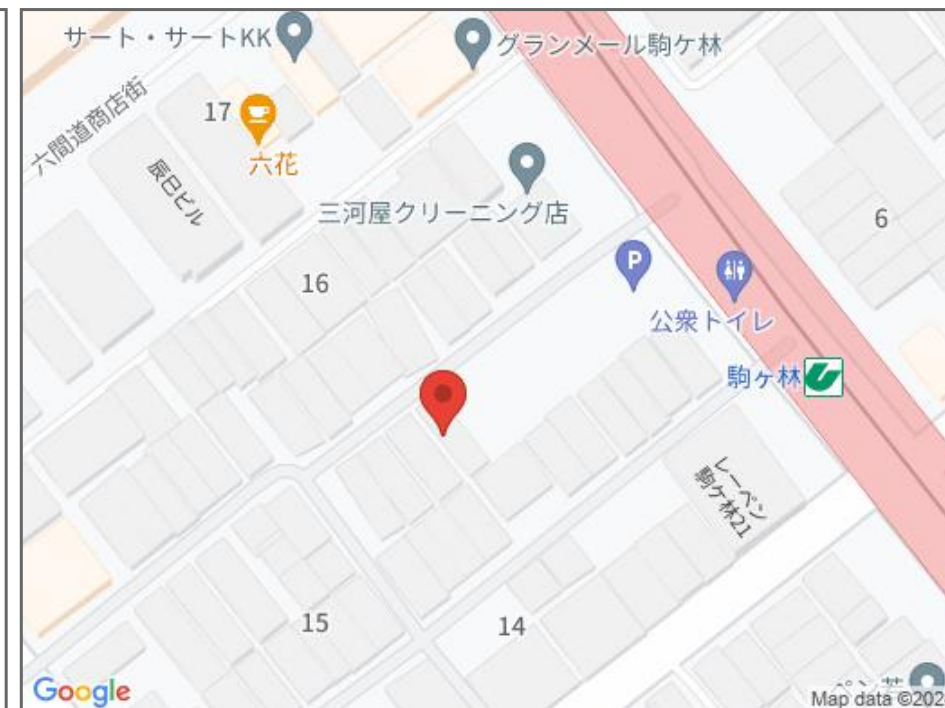 サート・サートKK
グランメール駒ケ林
六間道商店街
17
六花
辰巳ビル
三河屋クリーニング店
6
16
P
公衆トイレ
駒ヶ林
レーペン
駒ケ林21
15
14
Google
Map data ©202